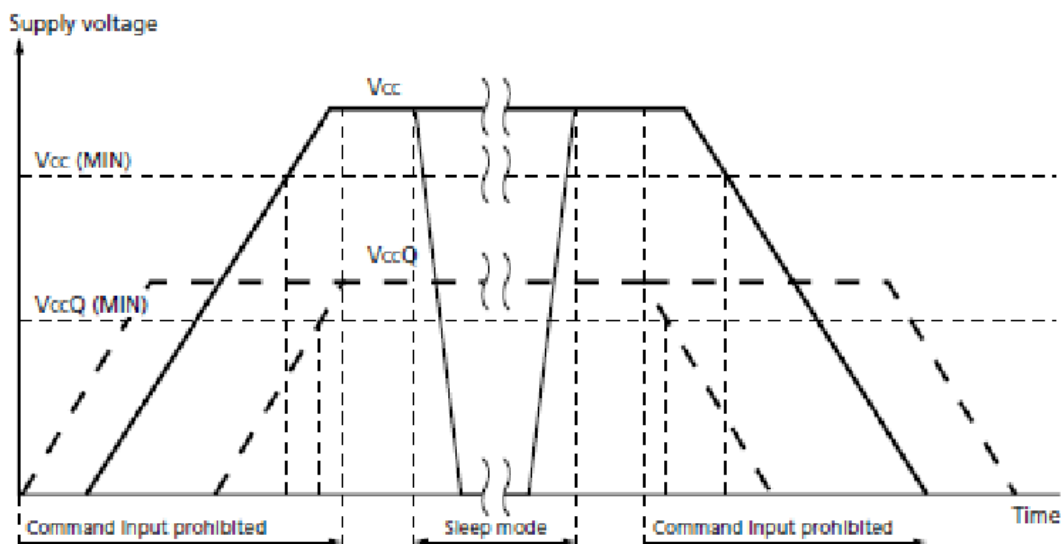 Supply voltage
Vcc
Vcc (MIN)
VccQ
VccQ (MIN)
Time
Command input prohibited
Sleep mode
Command input prohibited